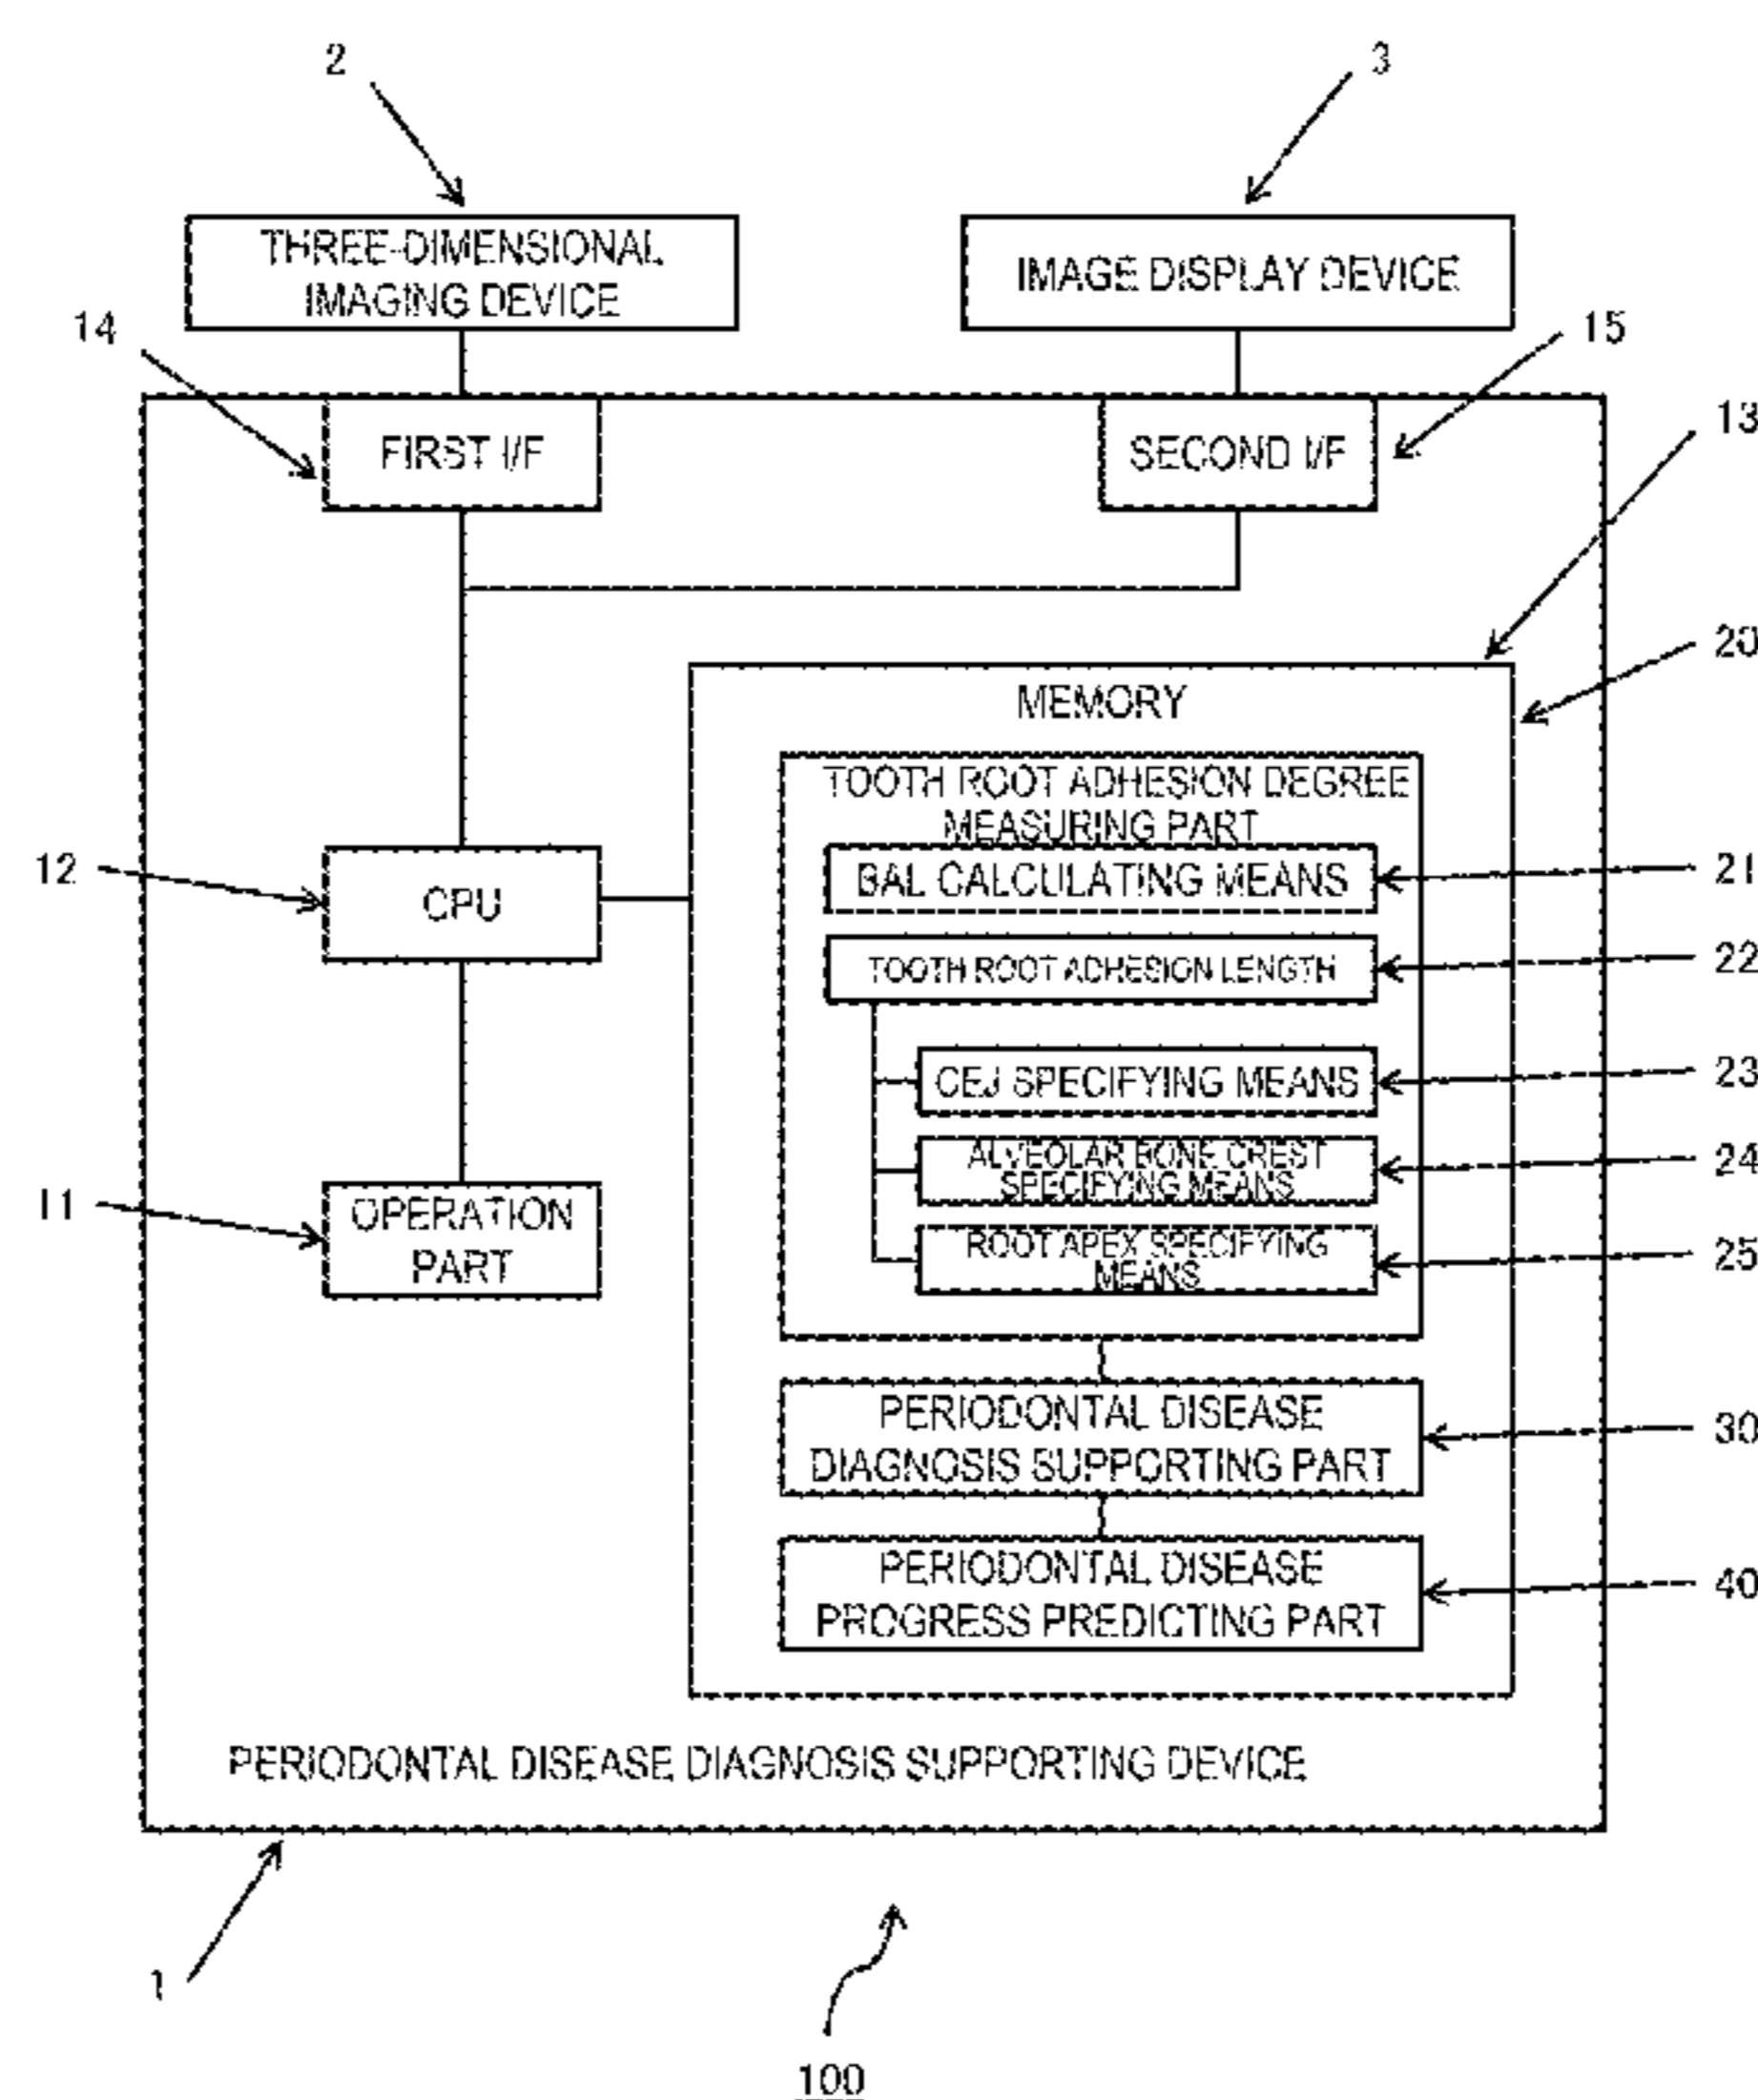 2
3
THREE-DIMENSIONAL
IMAGING DEVICE
IMAGE DISPLAY DEVICE
14
15
FIRST I/F
SECOND I/F
13
20
MEMORY
TOOTH ROOT ADHESION DEGREE
MEASURING PART
12
CPU
BAL CALCULATING MEANS
21
TOOTH ROOT ADHESION LENGTH
22
CEJ SPECIFYING MEANS
23
ALVEOLAR BONE CREST
SPECIFYING MEANS
24
11
OPERATION
PART
ROOT APEX SPECIFYING
MEANS
25
PERIODONTAL DISEASE
DIAGNOSIS SUPPORTING PART
30
PERIODONTAL DISEASE
PROGRESS PREDICTING PART
40
PERIODONTAL DISEASE DIAGNOSIS SUPPORTING DEVICE
1
100